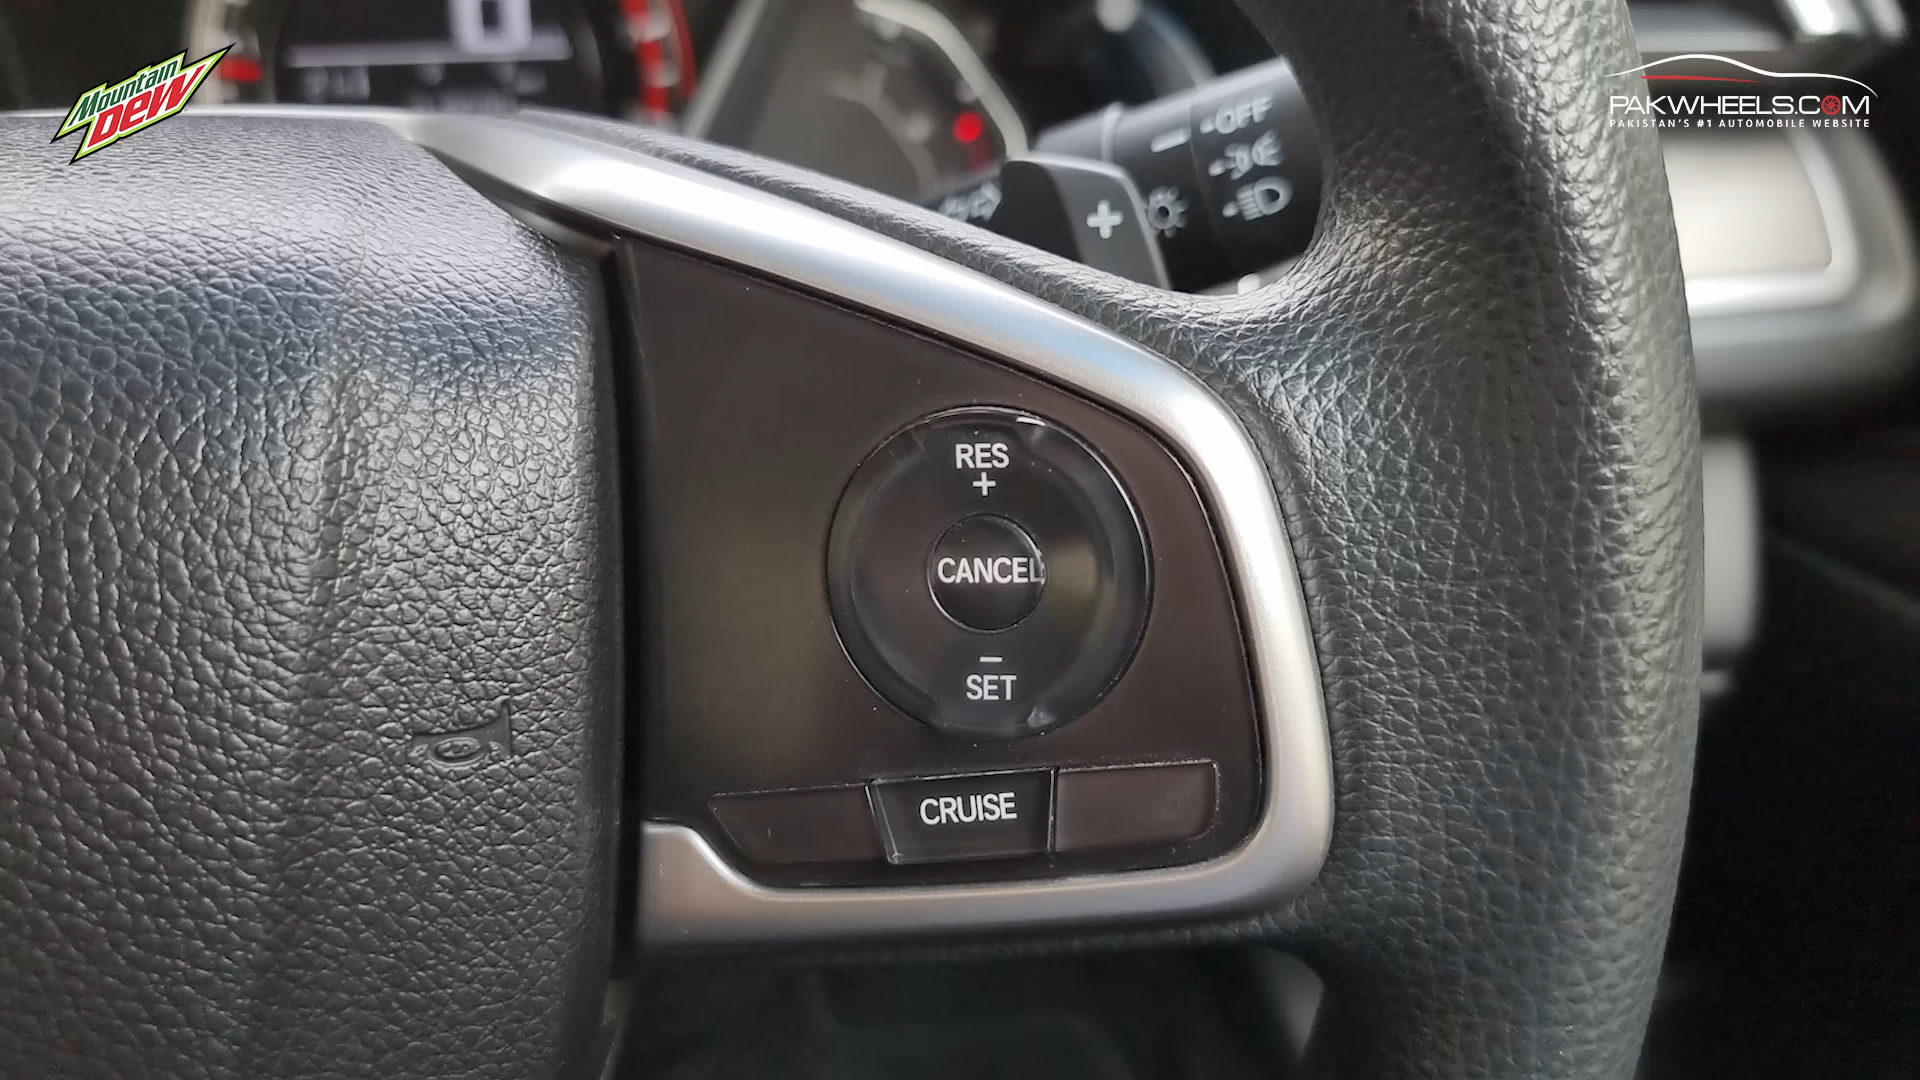 Mountain
DEW
PAKWHEELS.COM
PAKISTAN'S #1 AUTOMOBILE WEBSITE
OFF
+
RES
+
CANCEL
−
SET
CRUISE